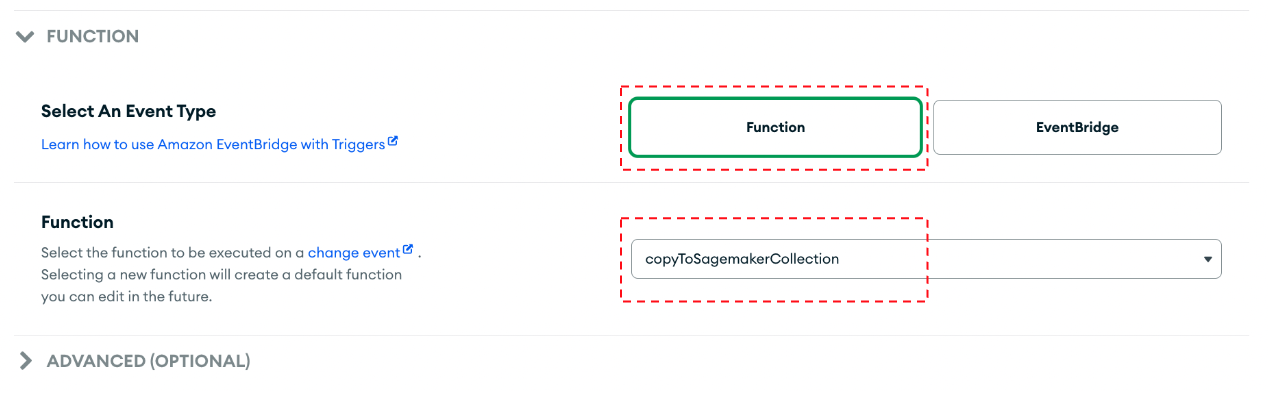 FUNCTION
Select An Event Type
Learn how to use Amazon EventBridge with Triggers
Function
EventBridge
Function
Select the function to be executed on a change event .
Selecting a new function will create a default function
you can edit in the future.
copyToSagemakerCollection
ADVANCED (OPTIONAL)